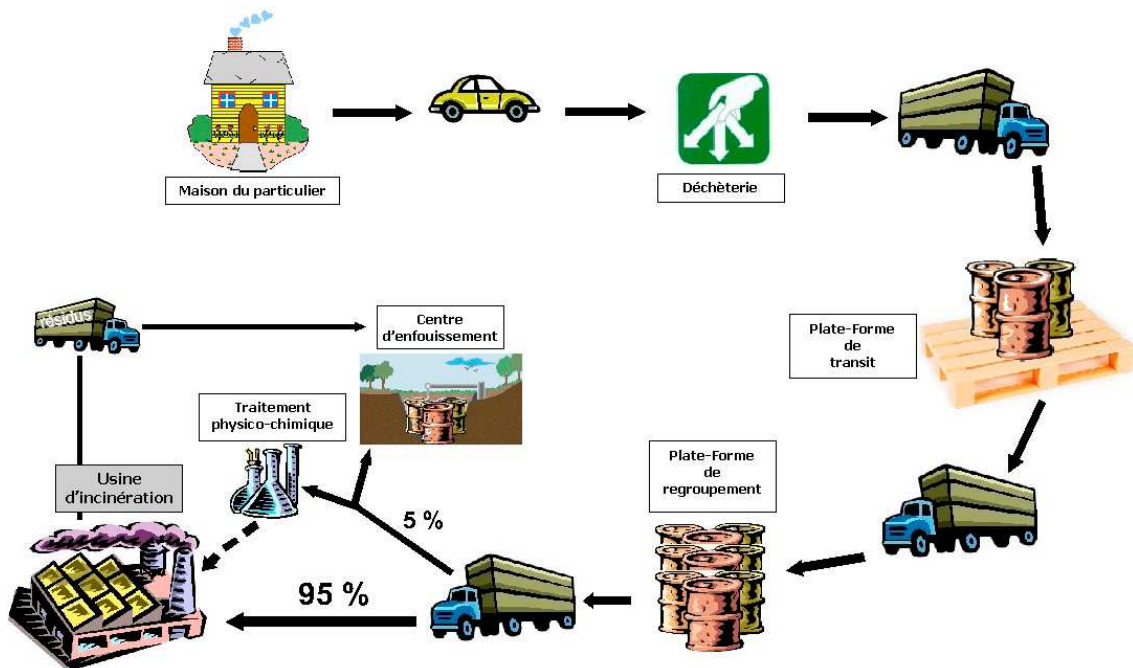 Maison du particulier
Déchèterie
Plate-Forme
de
transit
résidus
Centre
d'enfouissement
Traitement
physico-chimique
Usine
d'incinération
Plate-Forme
de
regroupement
5 %
95 %